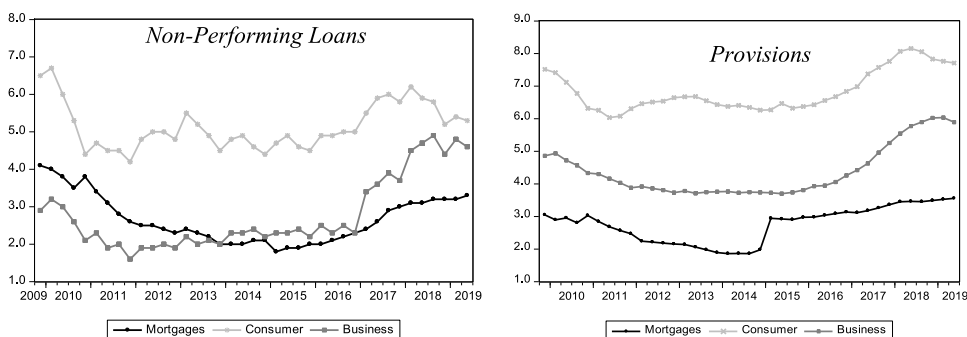 Non-Performing Loans
8.0
7.0
6.0
5.0
4.0
3.0
2.0
1.0
2009 2010 2011 2012 2013 2014 2015 2016 2017 2018 2019
Mortgages Consumer Business
Provisions
9.0
8.0
7.0
6.0
5.0
4.0
3.0
2.0
1.0
2010 2011 2012 2013 2014 2015 2016 2017 2018 2019
Mortgages Consumer Business